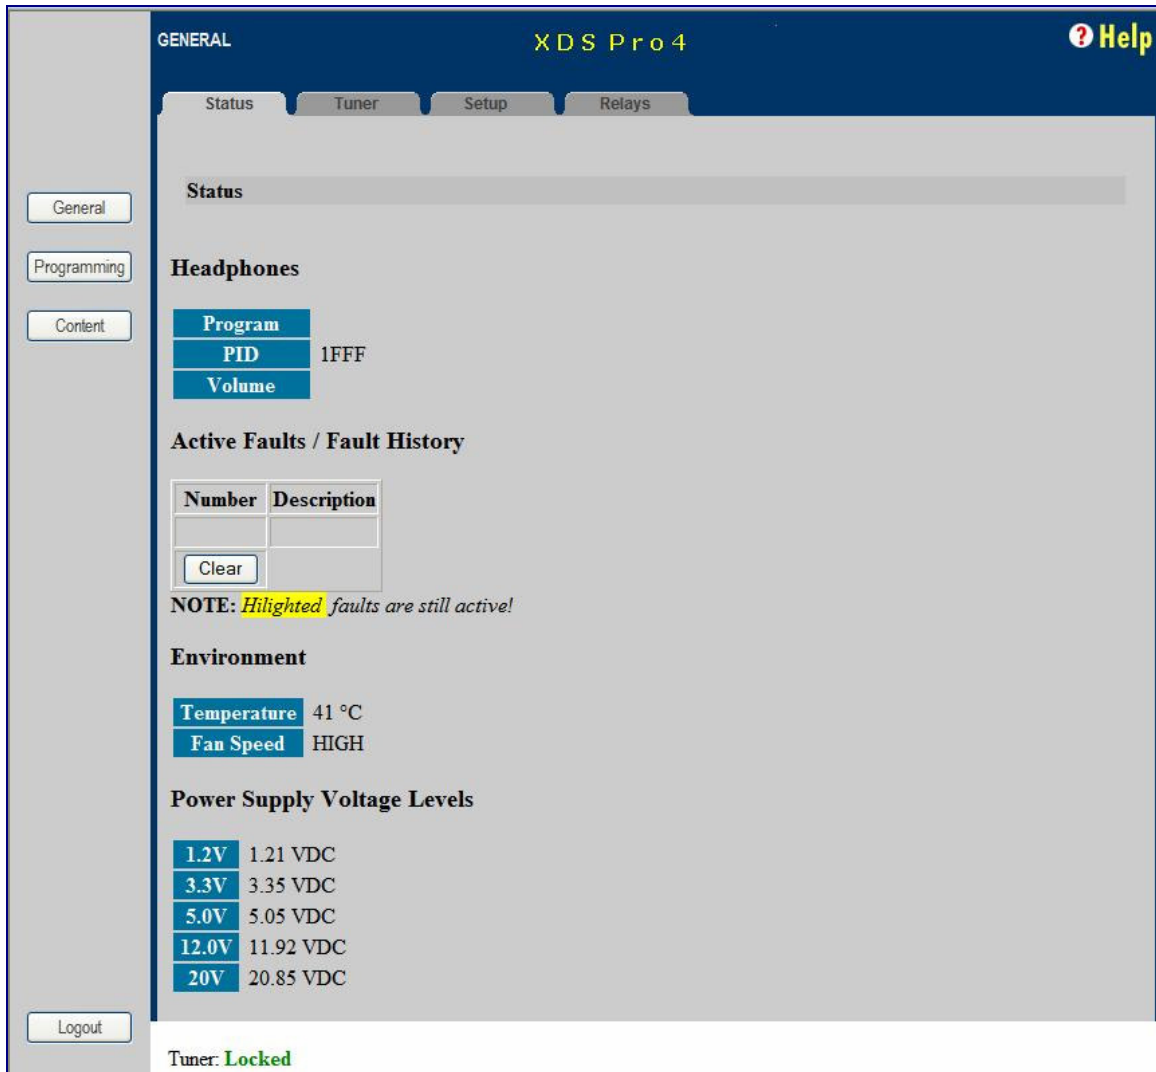 GENERAL
XDS Pro4
? Help
Status Tuner Setup Relays
General
Programming
Content
Logout
Status
Headphones
Program
PID 1FFF
Volume
Active Faults / Fault History
Number Description
Clear
NOTE: Hilighted faults are still active!
Environment
Temperature 41 °C
Fan Speed HIGH
Power Supply Voltage Levels
1.2V 1.21 VDC
3.3V 3.35 VDC
5.0V 5.05 VDC
12.0V 11.92 VDC
20V 20.85 VDC
Tuner: Locked